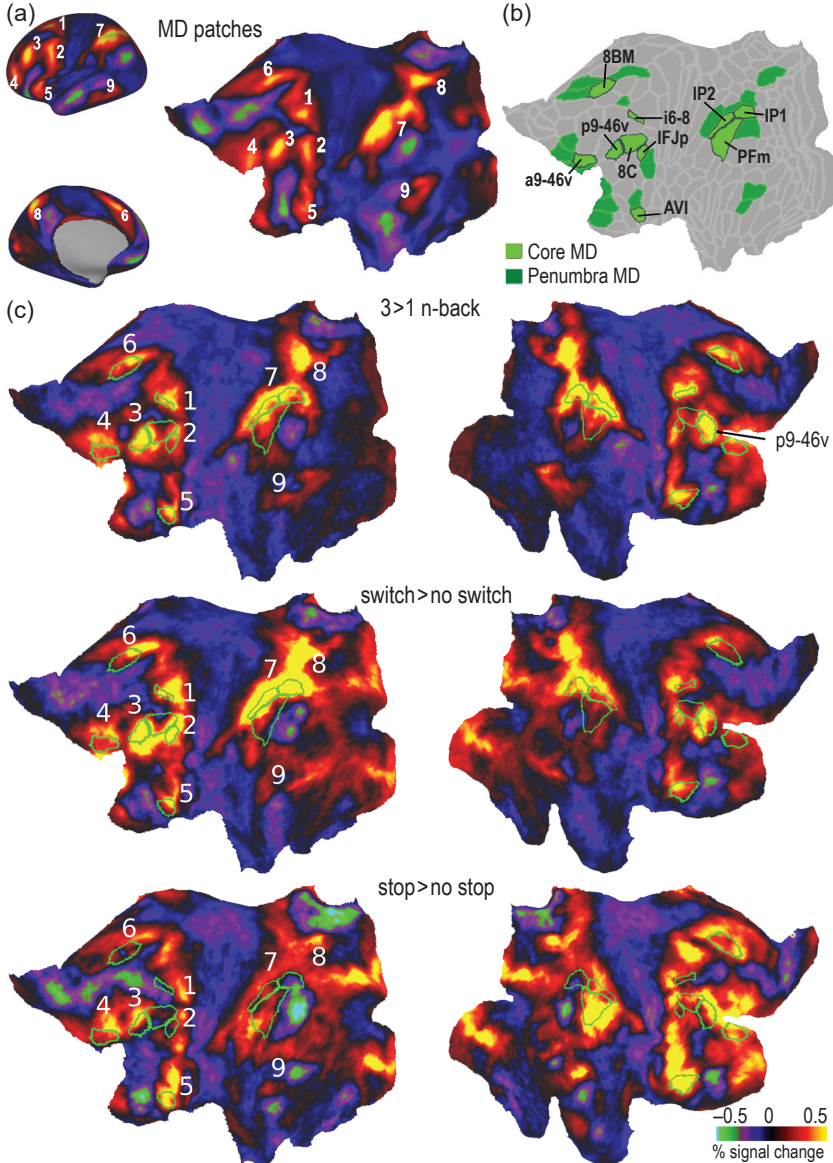 (a)
MD patches
1
3
2
7
4
5
9
8
6
6
8
1
7
4
3
2
9
5
(b)
8BM
IP2
IP1
i6-8
p9-46v
IFJp
8C
PFm
a9-46v
AVI
Core MD
Penumbra MD
(c)
3>1 n-back
6
7
8
4
3
1
2
9
5
p9-46v
switch>no switch
6
7
8
4
3
1
2
9
5
stop>no stop
6
7
8
4
3
1
2
9
5
–0.5 0 0.5
% signal change